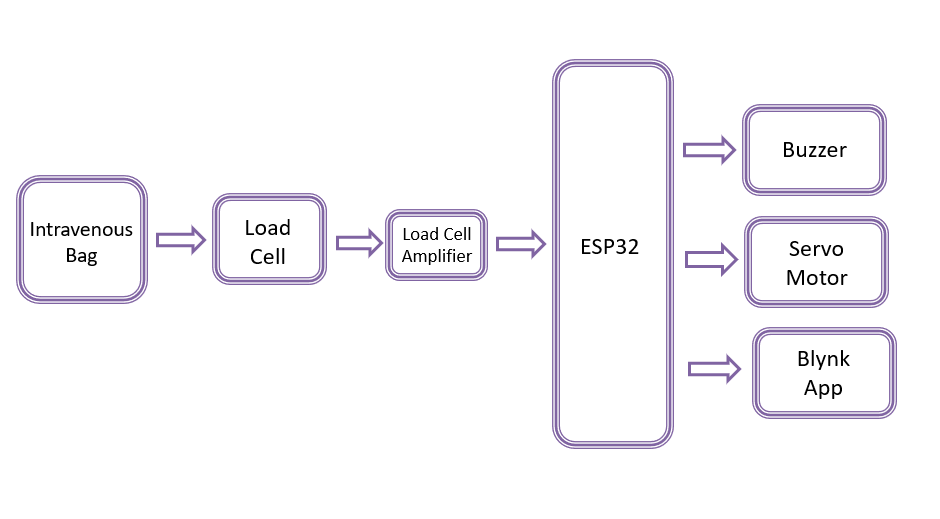 Intravenous
Bag
Load
Cell
Load Cell
Amplifier
ESP32
Buzzer
Servo
Motor
Blynk
App